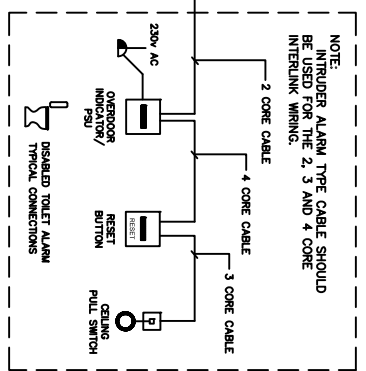 NOTE:
INTRUDER ALARM TYPE CABLE SHOULD
BE USED FOR THE 2, 3 AND 4 CORE
INTERLINK WIRING.
2 CORE CABLE
4 CORE CABLE
3 CORE CABLE
230v AC
OVERDOOR
INDICATOR/
PSU
RESET
RESET
BUTTON
CEILING
PULL SWITCH
DISABLED TOILET ALARM
TYPICAL CONNECTIONS